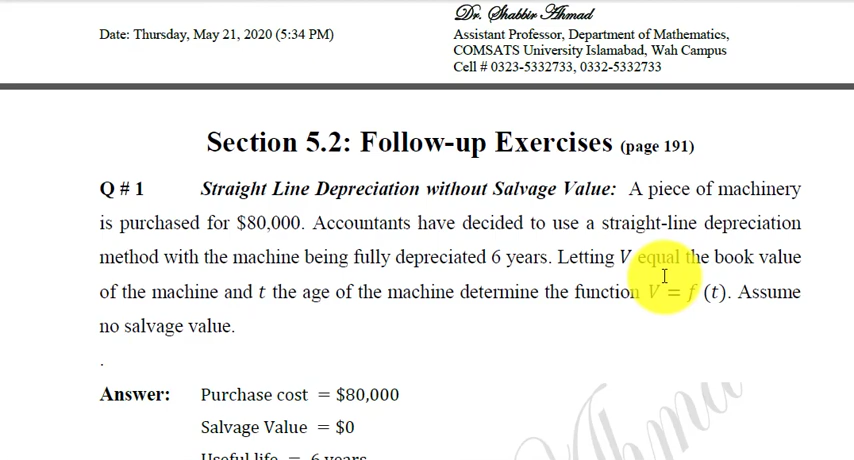 Dr. Shabbir Ahmad
Date: Thursday, May 21, 2020 (5:34 PM)
Assistant Professor, Department of Mathematics,
COMSATS University Islamabad, Wah Campus
Cell # 0323-5332733, 0332-5332733
Section 5.2: Follow-up Exercises (page 191)
Q # 1 Straight Line Depreciation without Salvage Value: A piece of machinery
is purchased for $80,000. Accountants have decided to use a straight-line depreciation
method with the machine being fully depreciated 6 years. Letting V equal the book value
of the machine and t the age of the machine determine the function V = f (t). Assume
no salvage value.
.
Answer: Purchase cost = $80,000
Salvage Value = $0
Useful life = 6 years